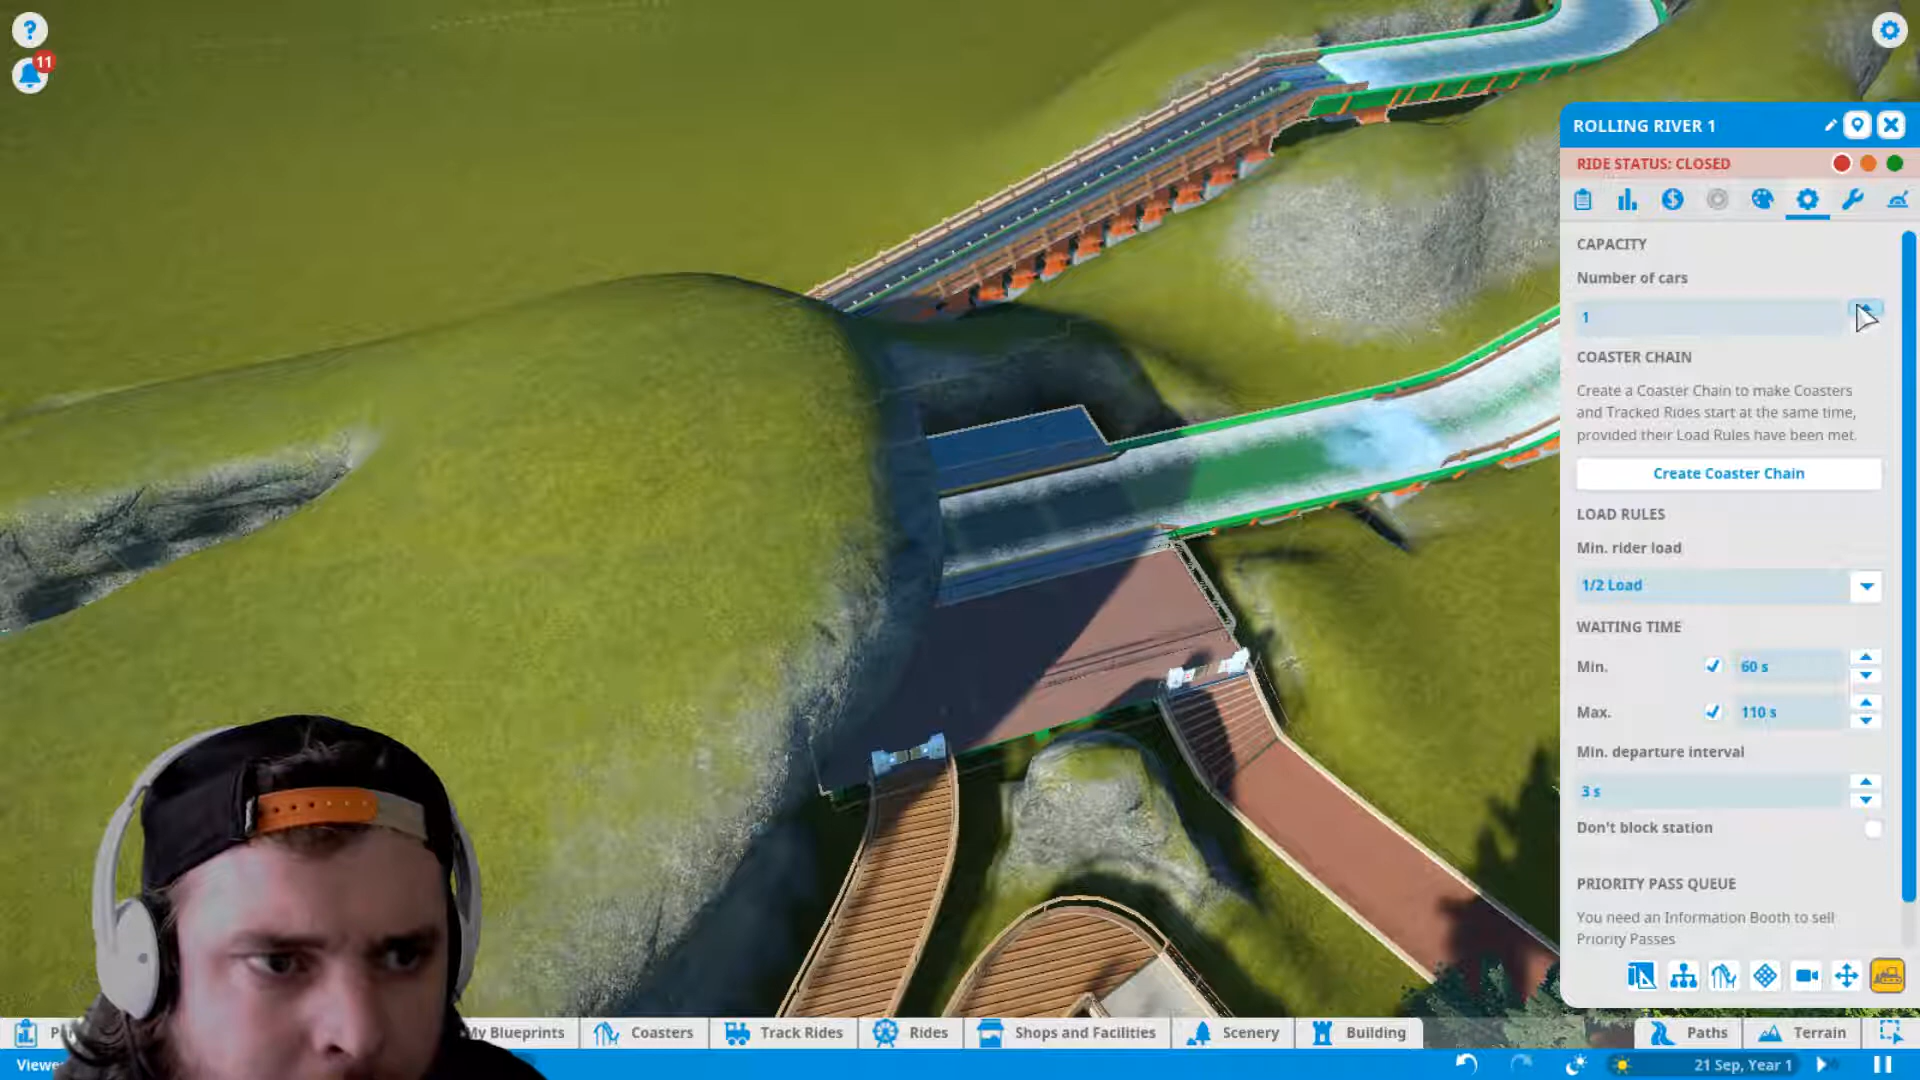 ?
11
ROLLING RIVER 1
RIDE STATUS: CLOSED
CAPACITY
Number of cars
1
COASTER CHAIN
Create a Coaster Chain to make Coasters
and Tracked Rides start at the same time,
provided their Load Rules have been met.
Create Coaster Chain
LOAD RULES
Min. rider load
1/2 Load
WAITING TIME
Min. 60 s
Max. 110 s
Min. departure interval
3 s
Don't block station
PRIORITY PASS QUEUE
You need an Information Booth to sell
Priority Passes
My Blueprints Coasters Track Rides Rides Shops and Facilities Scenery Building Paths Terrain
21 Sep, Year 1